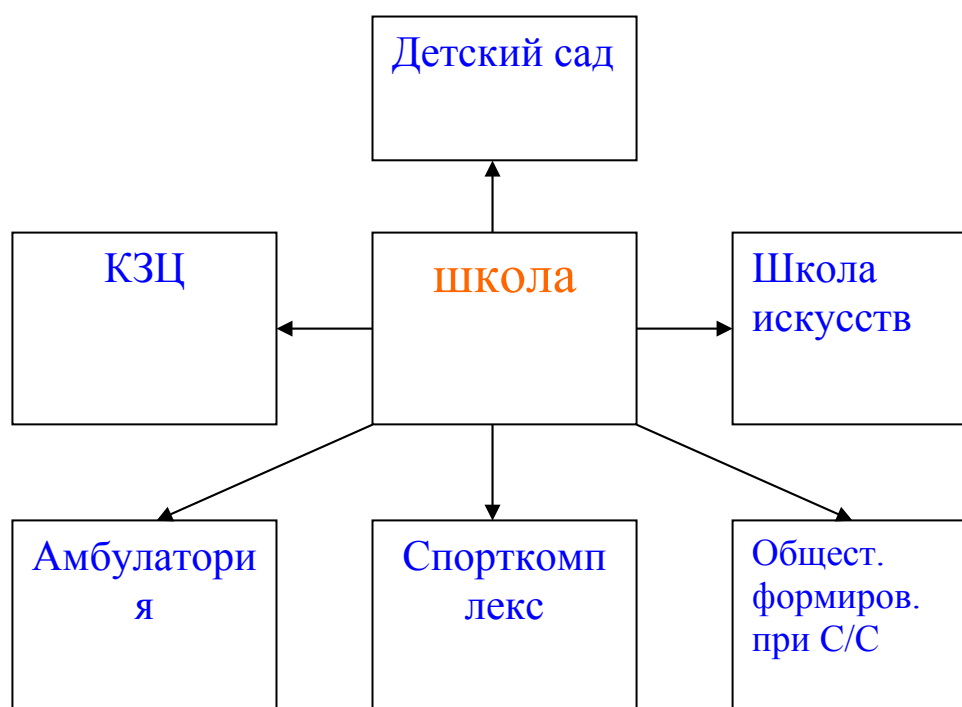 Детский сад
КЗЦ
школа
Школа
искусств
Амбулатори
я
Спорткомп
лекс
Общест.
формиров.
при С/С